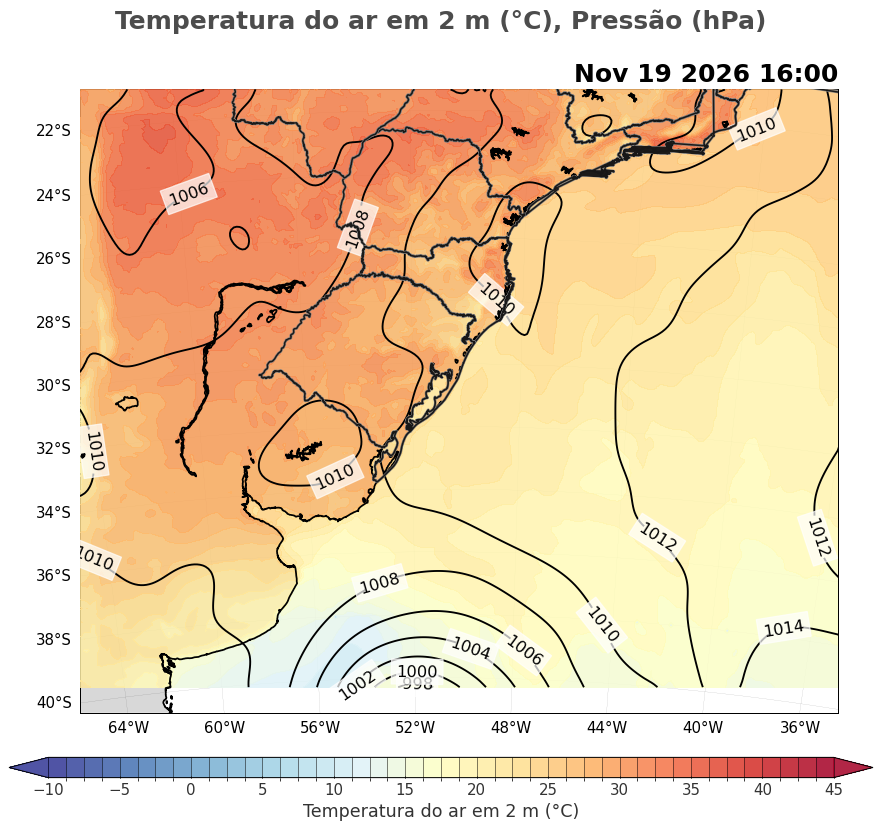 Temperatura do ar em 2 m (°C), Pressão (hPa)
Nov 19 2026 16:00
22°S
24°S
26°S
28°S
30°S
32°S
34°S
36°S
38°S
40°S
1010
1006
1008
1010
1010
1010
1010
1012
1012
1008
1010
1014
1004
1006
1000
1002
998
64°W 60°W 56°W 52°W 48°W 44°W 40°W 36°W
−10 −5 0 5 10 15 20 25 30 35 40 45
Temperatura do ar em 2 m (°C)